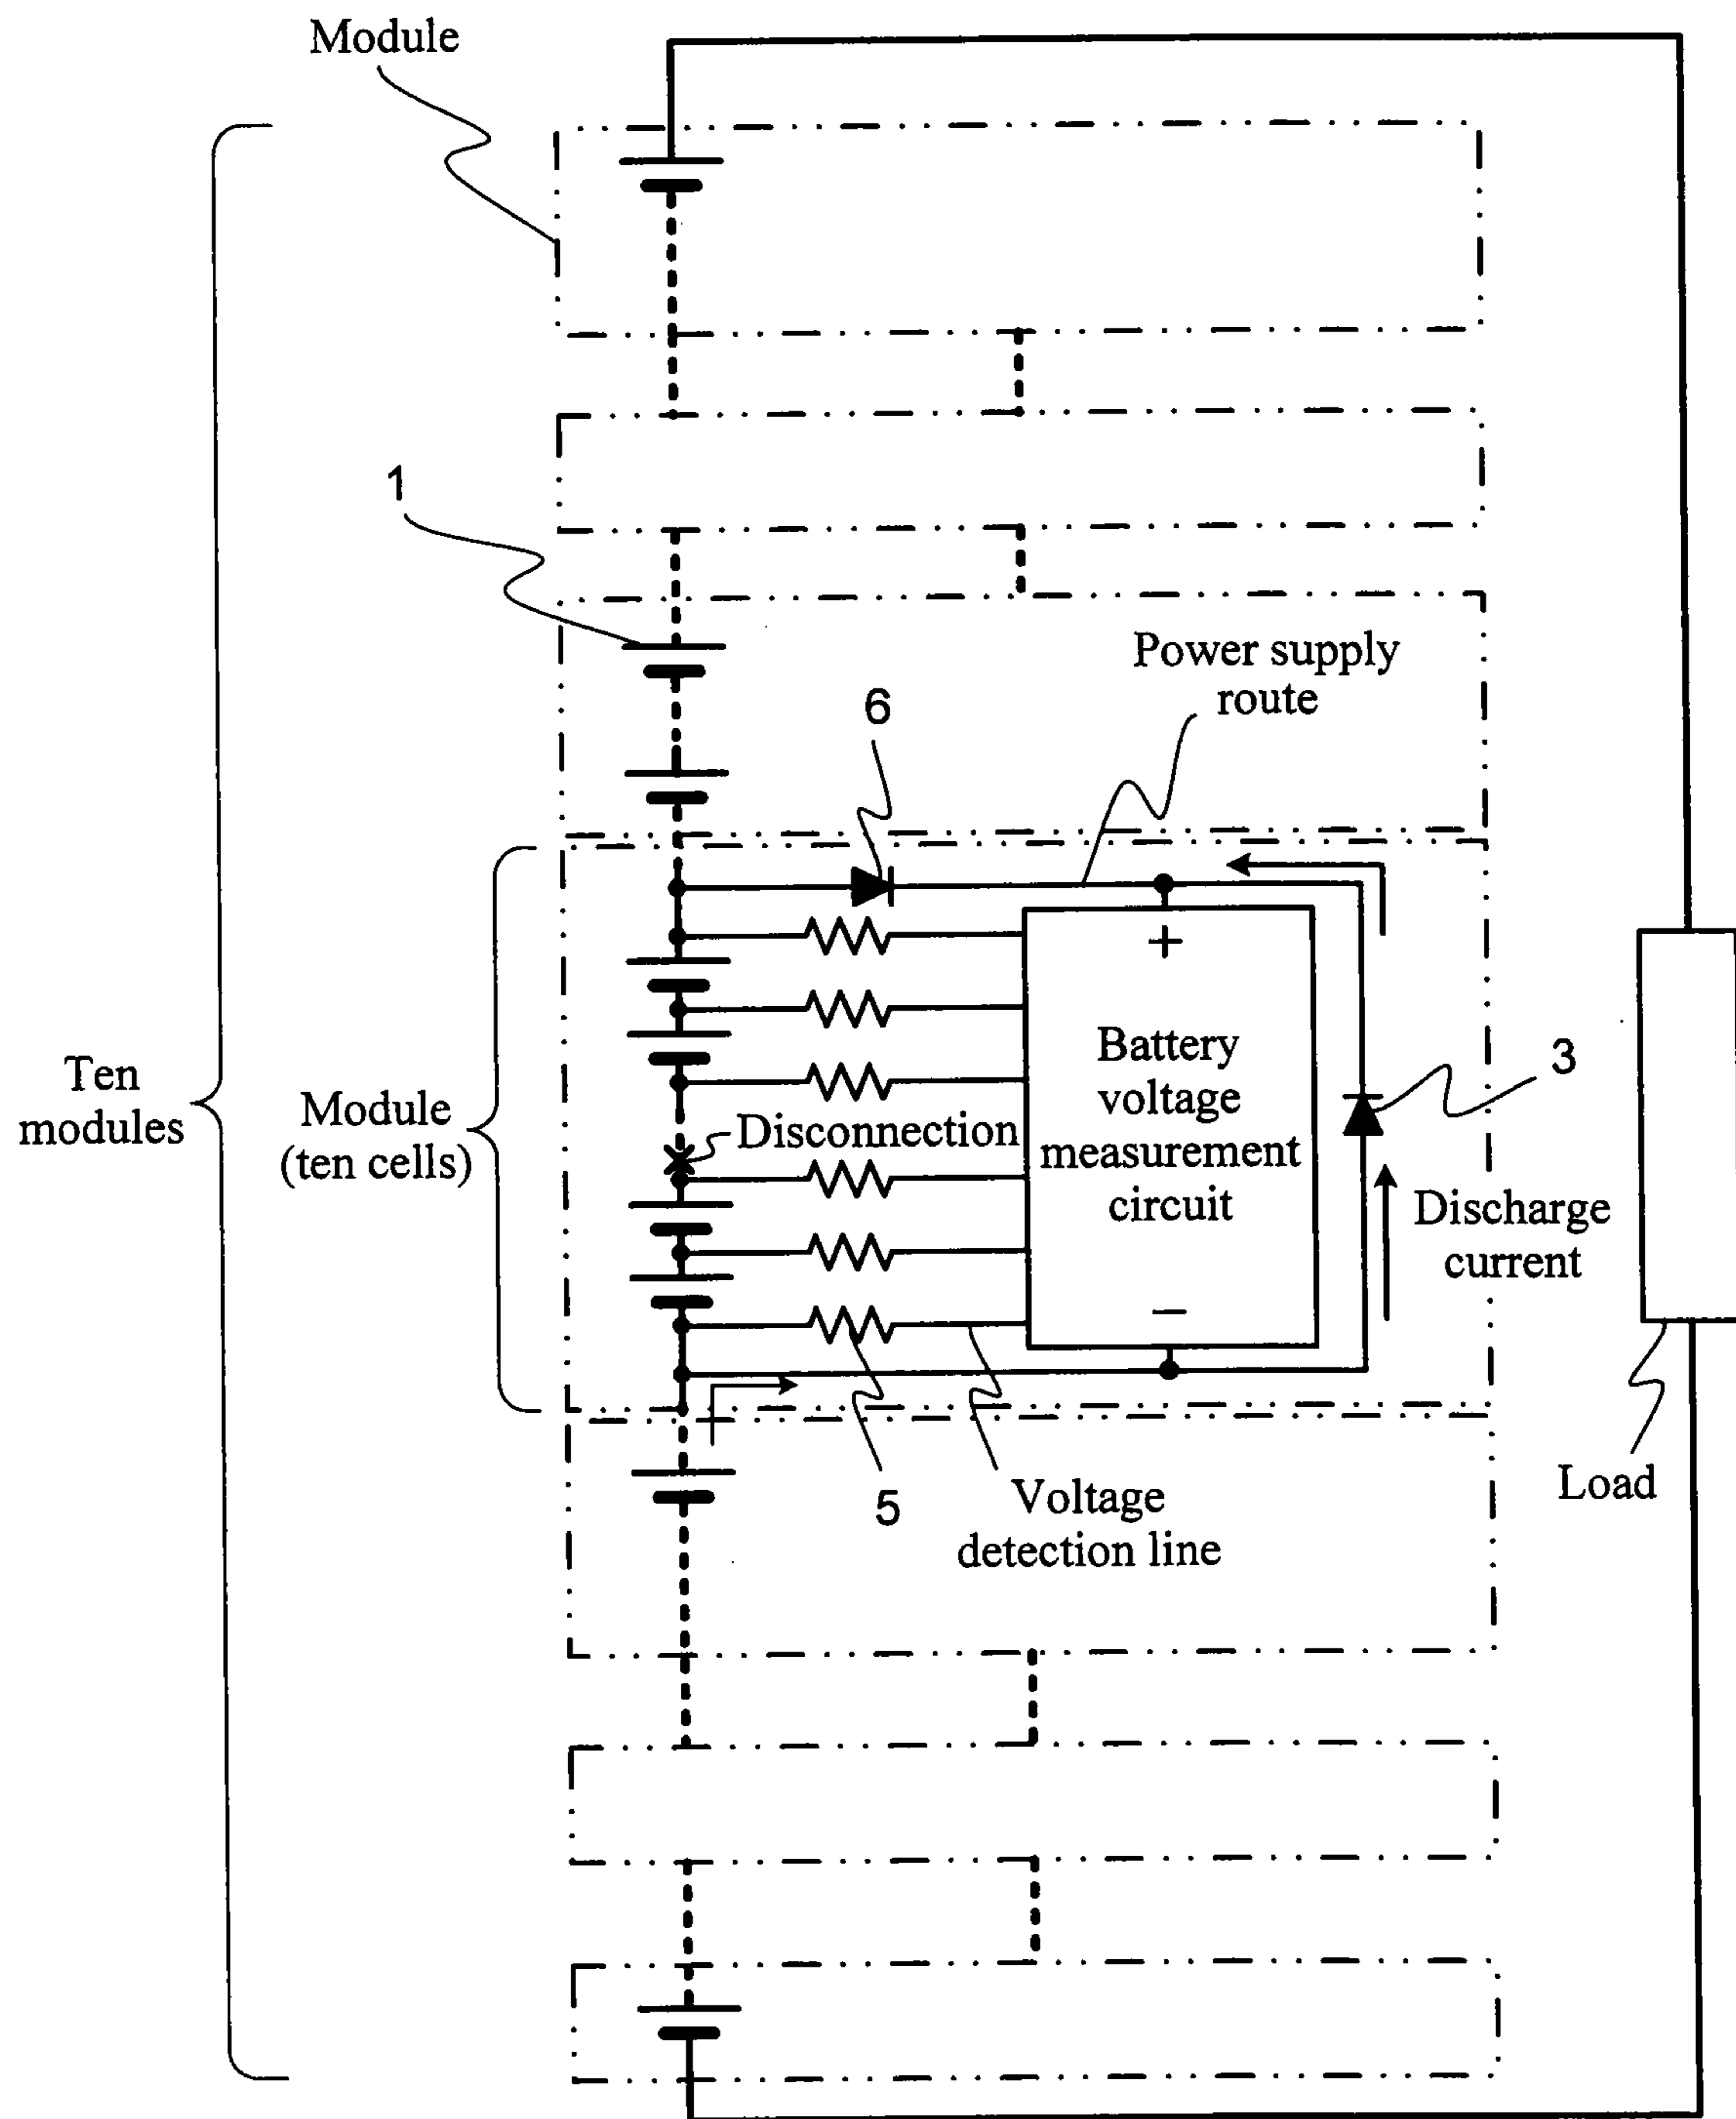 Module
1
Power supply
route
6
+
Battery
voltage
measurement
circuit
3
Ten
modules
Module
(ten cells)
Disconnection
Discharge
current
−
5
Voltage
detection line
Load